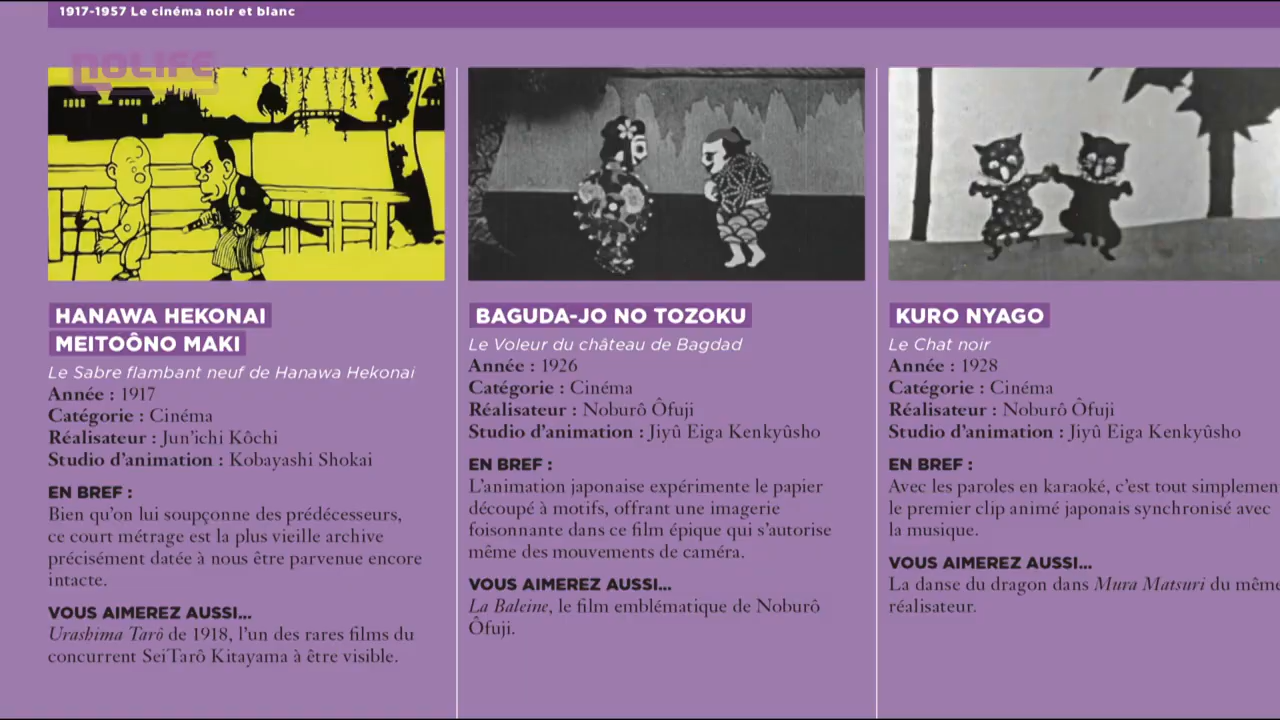 1917-1957 Le cinéma noir et blanc
NOLIFE
HANAWA HEKONAI
MEITOÔNO MAKI
Le Sabre flambant neuf de Hanawa Hekonai
Année : 1917
Catégorie : Cinéma
Réalisateur : Jun'ichi Kôchi
Studio d'animation : Kobayashi Shokai
EN BREF :
Bien qu'on lui soupçonne des prédécesseurs,
ce court métrage est la plus vieille archive
précisément datée à nous être parvenue encore
intacte.
VOUS AIMEREZ AUSSI...
Urashima Tarô de 1918, l'un des rares films du
concurrent SeiTarô Kitayama à être visible.
BAGUDA-JO NO TOZOKU
Le Voleur du château de Bagdad
Année : 1926
Catégorie : Cinéma
Réalisateur : Noburô Ôfuji
Studio d'animation : Jiyû Eiga Kenkyûsho
EN BREF :
L'animation japonaise expérimente le papier
découpé à motifs, offrant une imagerie
foisonnante dans ce film épique qui s'autorise
même des mouvements de caméra.
VOUS AIMEREZ AUSSI...
La Baleine, le film emblématique de Noburô
Ôfuji.
KURO NYAGO
Le Chat noir
Année : 1928
Catégorie : Cinéma
Réalisateur : Noburô Ôfuji
Studio d'animation : Jiyû Eiga Kenkyûsho
EN BREF :
Avec les paroles en karaoké, c'est tout simplemen
le premier clip animé japonais synchronisé avec
la musique.
VOUS AIMEREZ AUSSI...
La danse du dragon dans Mura Matsuri du même
réalisateur.